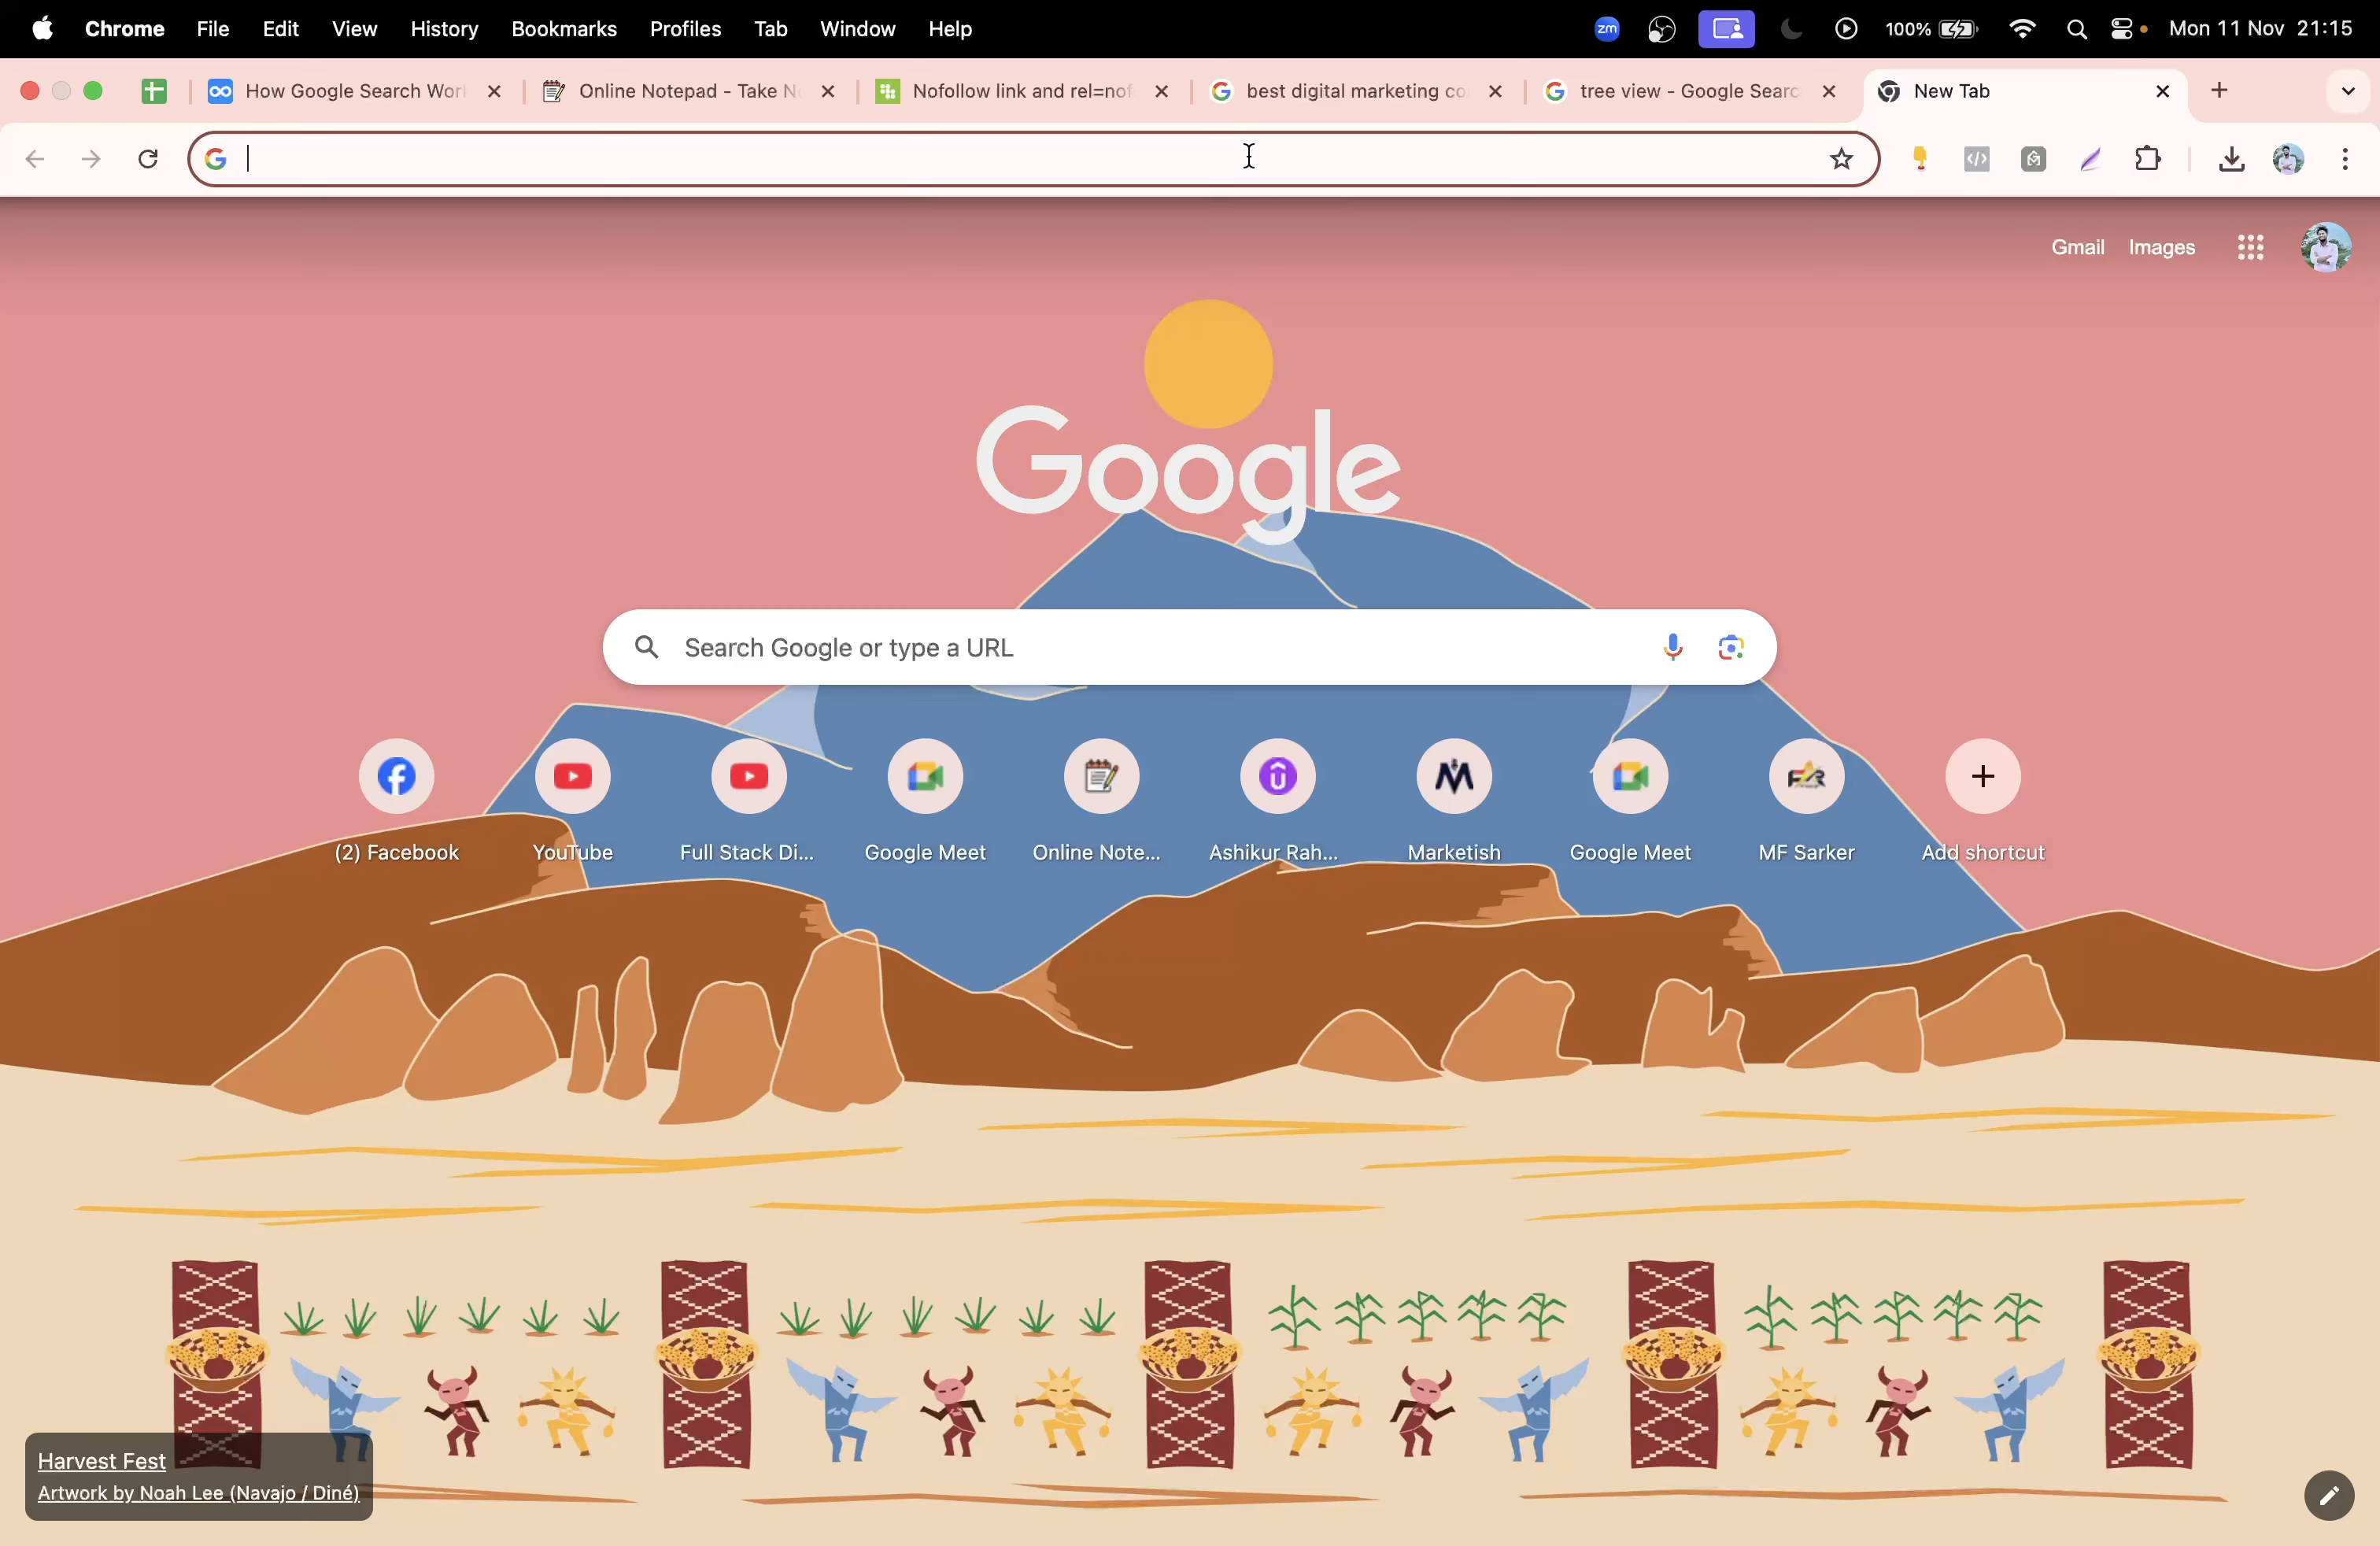 Chrome File Edit View History Bookmarks Profiles Tab Window Help zm 100% Mon 11 Nov 21:15
How Google Search Wor Online Notepad - Take N Nofollow link and rel=nof best digital marketing co tree view - Google Searc New Tab
Gmail Images
Google
Search Google or type a URL
(2) Facebook YouTube Full Stack Di... Google Meet Online Note... Ashikur Rah... Marketish Google Meet MF Sarker Add shortcut
Harvest Fest
Artwork by Noah Lee (Navajo / Diné)